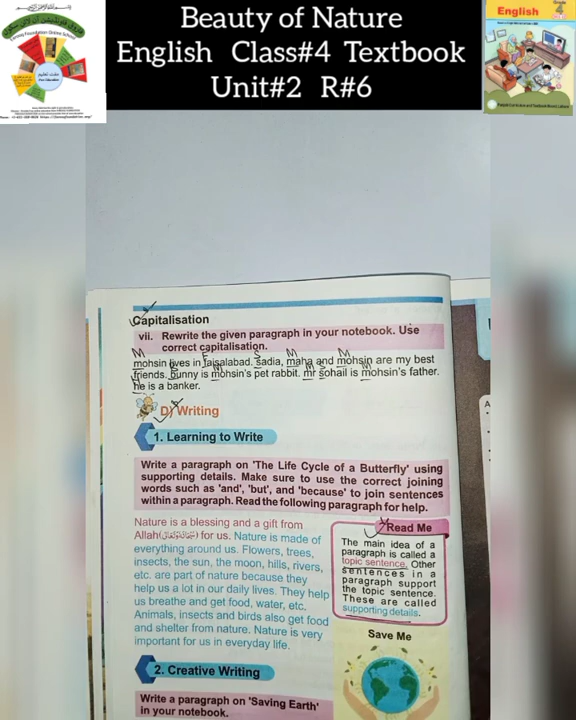 Beauty of Nature
English Class#4 Textbook
Unit#2 R#6
English
4
Capitalisation
vii. Rewrite the given paragraph in your notebook. Use
correct capitalisation.
M F S M M
mohsin lives in faisalabad. sadia, maha and mohsin are my best
friends. bunny is mohsin's pet rabbit. mr sohail is mohsin's father.
he is a banker.
D) Writing
1. Learning to Write
Write a paragraph on 'The Life Cycle of a Butterfly' using
supporting details. Make sure to use the correct joining
words such as 'and', 'but', and 'because' to join sentences
within a paragraph. Read the following paragraph for help.
Nature is a blessing and a gift from
Allah for us. Nature is made of
everything around us. Flowers, trees,
insects, the sun, the moon, hills, rivers,
etc. are part of nature because they
help us a lot in our daily lives. They help
us breathe and get food, water, etc.
Animals, insects and birds also get food
and shelter from nature. Nature is very
important for us in everyday life.
Read Me
The main idea of a
paragraph is called a
topic sentence. Other
sentences in a
paragraph support
the topic sentence.
These are called
supporting details.
Save Me
2. Creative Writing
Write a paragraph on 'Saving Earth'
in your notebook.